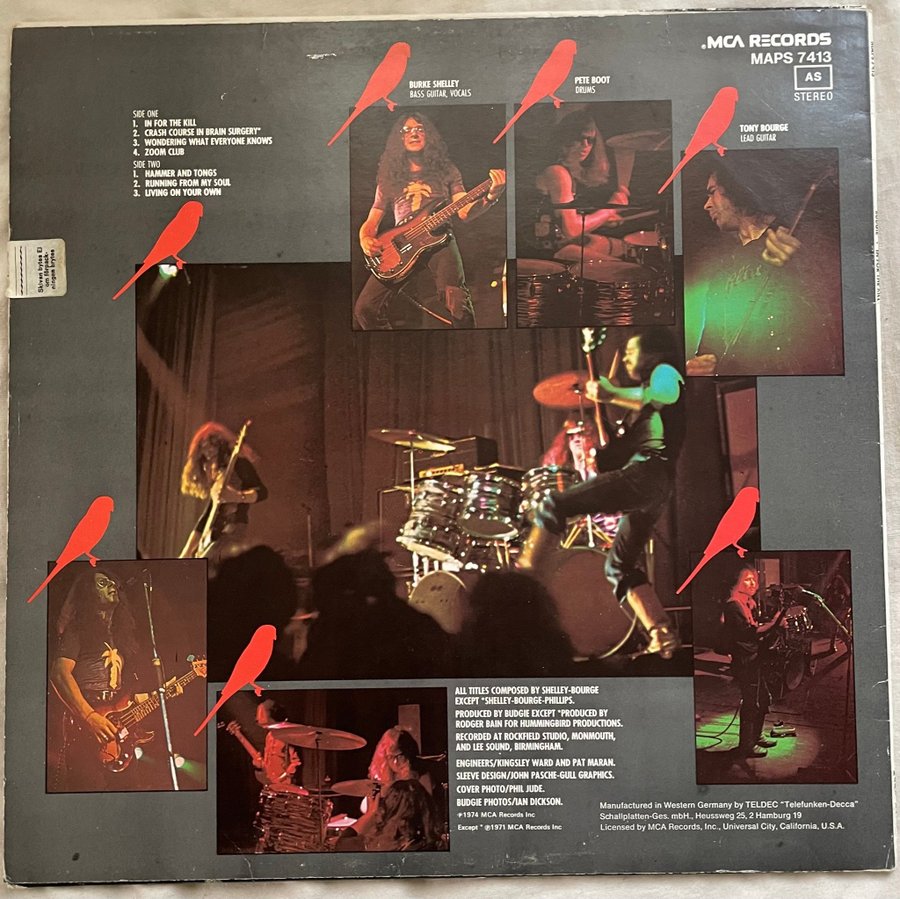 .MCA RECORDS
MAPS 7413
AS
STEREO
BURKE SHELLEY
BASS GUITAR, VOCALS
PETE BOOT
DRUMS
TONY BOURGE
LEAD GUITAR
SIDE ONE
1. IN FOR THE KILL
2. CRASH COURSE IN BRAIN SURGERY*
3. WONDERING WHAT EVERYONE KNOWS
4. ZOOM CLUB
SIDE TWO
1. HAMMER AND TONGS
2. RUNNING FROM MY SOUL
3. LIVING ON YOUR OWN
Skivan bytes Ej
om förpack-
ningen brytes
ALL TITLES COMPOSED BY SHELLEY-BOURGE
EXCEPT *SHELLEY-BOURGE-PHILLIPS.
PRODUCED BY BUDGIE EXCEPT *PRODUCED BY
RODGER BAIN FOR HUMMINGBIRD PRODUCTIONS.
RECORDED AT ROCKFIELD STUDIO, MONMOUTH,
AND LEE SOUND, BIRMINGHAM.
ENGINEERS/KINGSLEY WARD AND PAT MARAN.
SLEEVE DESIGN/JOHN PASCHE-GULL GRAPHICS.
COVER PHOTO/PHIL JUDE.
BUDGIE PHOTOS/IAN DICKSON.
℗1974 MCA Records Inc
Except * ℗1971 MCA Records Inc
Manufactured in Western Germany by TELDEC "Telefunken-Decca"
Schallplatten-Ges. mbH., Heussweg 25, 2 Hamburg 19
Licensed by MCA Records, Inc., Universal City, California, U.S.A.